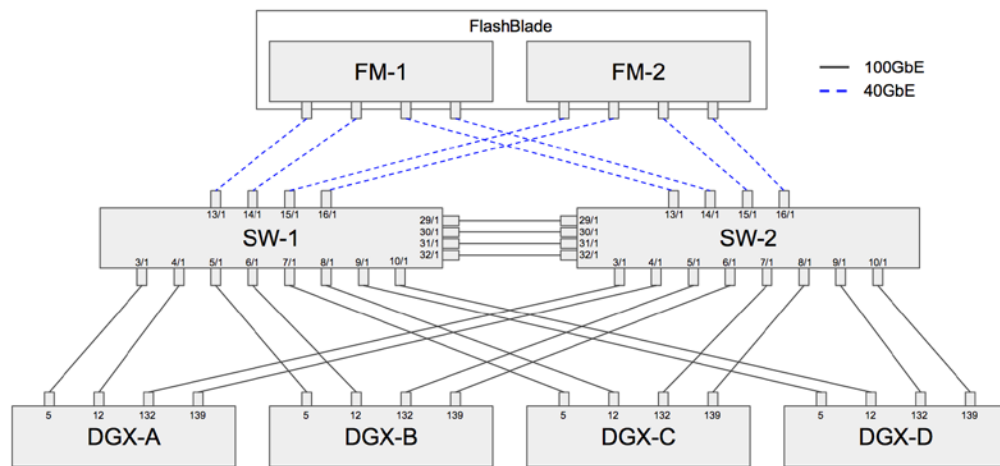 FlashBlade
FM-1
FM-2
100GbE
40GbE
13/1 14/1 15/1 16/1
13/1 14/1 15/1 16/1
SW-1
29/1
30/1
31/1
32/1
29/1
30/1
31/1
32/1
SW-2
3/1 4/1 5/1 6/1 7/1 8/1 9/1 10/1
3/1 4/1 5/1 6/1 7/1 8/1 9/1 10/1
5 12 132 139
5 12 132 139
5 12 132 139
5 12 132 139
DGX-A
DGX-B
DGX-C
DGX-D